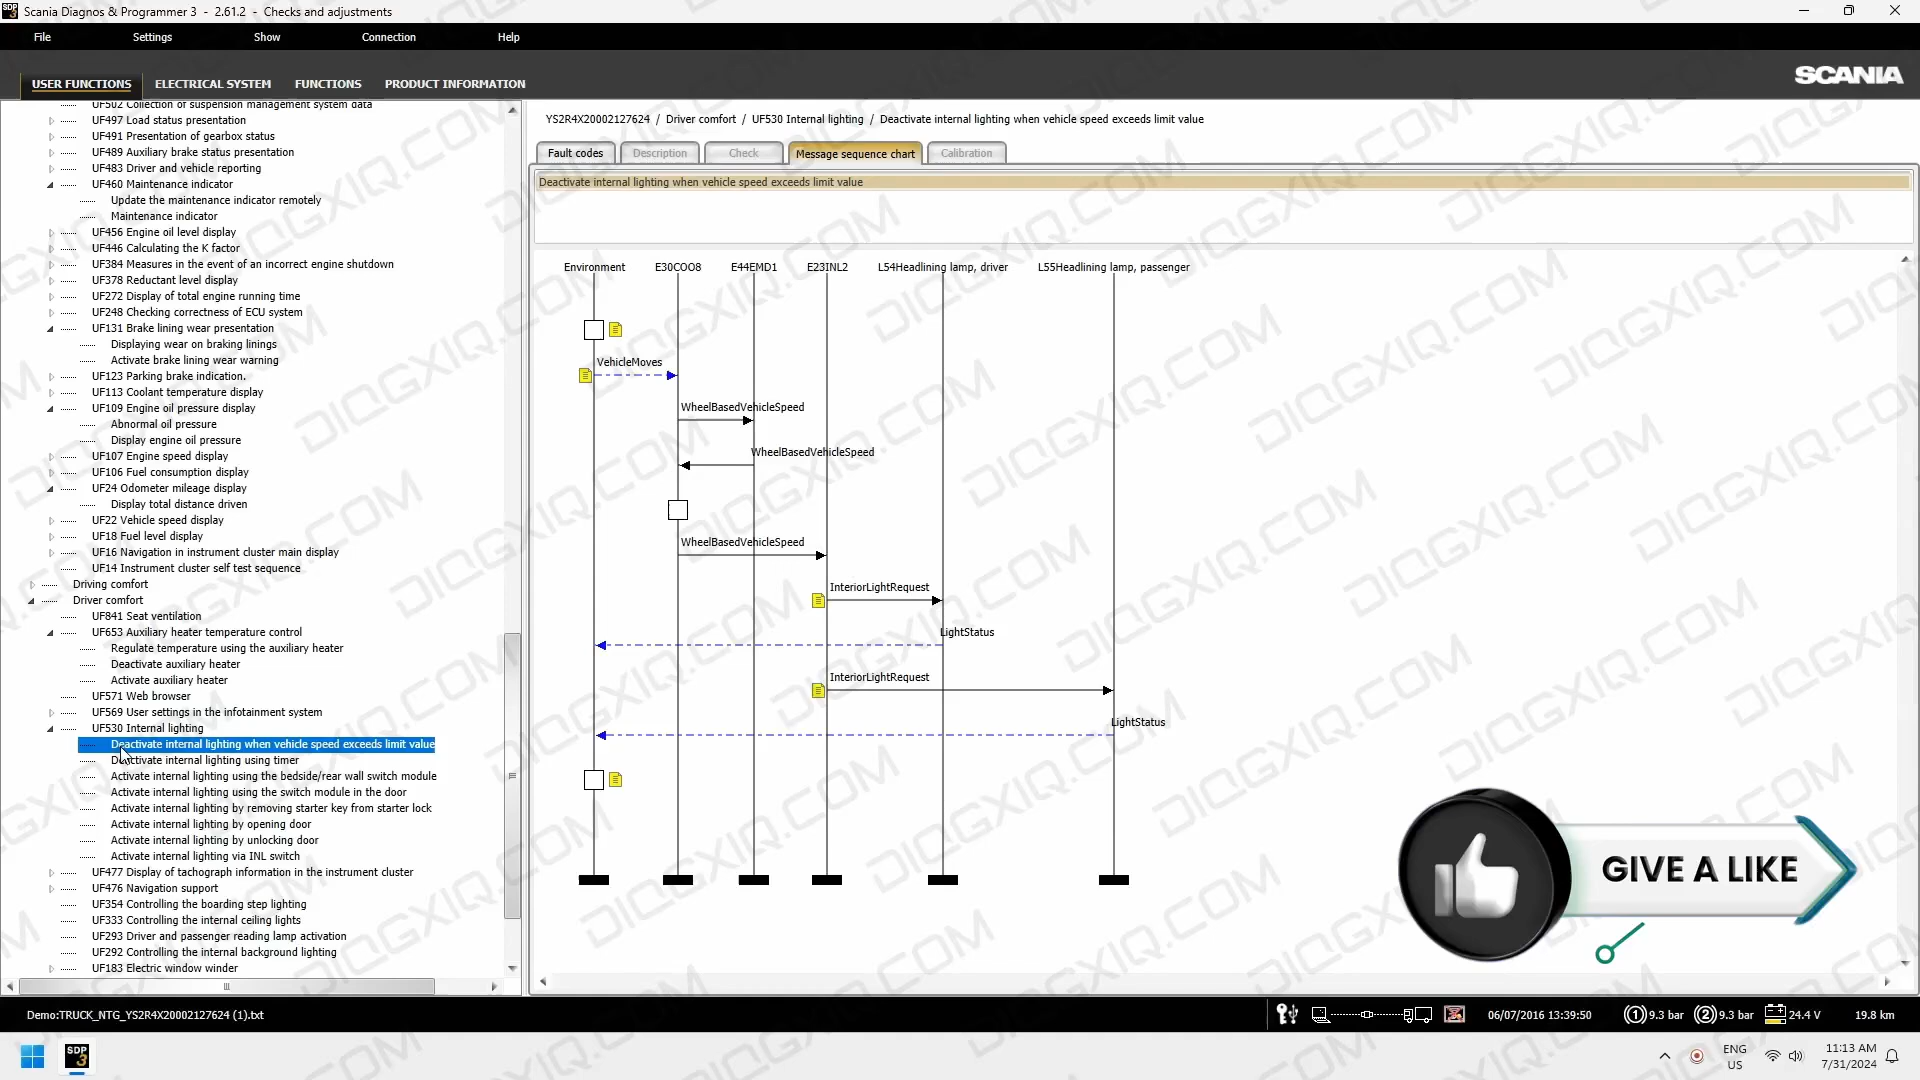 Scania Diagnos & Programmer 3 - 2.61.2 - Checks and adjustments
File Settings Show Connection Help
USER FUNCTIONS ELECTRICAL SYSTEM FUNCTIONS PRODUCT INFORMATION
SCANIA
UF502 Collection of suspension management system data
UF497 Load status presentation
UF491 Presentation of gearbox status
UF489 Auxiliary brake status presentation
UF483 Driver and vehicle reporting
UF460 Maintenance indicator
Update the maintenance indicator remotely
Maintenance indicator
UF456 Engine oil level display
UF446 Calculating the K factor
UF384 Measures in the event of an incorrect engine shutdown
UF378 Reductant level display
UF272 Display of total engine running time
UF248 Checking correctness of ECU system
UF131 Brake lining wear presentation
Displaying wear on braking linings
Activate brake lining wear warning
UF123 Parking brake indication.
UF113 Coolant temperature display
UF109 Engine oil pressure display
Abnormal oil pressure
Display engine oil pressure
UF107 Engine speed display
UF106 Fuel consumption display
UF24 Odometer mileage display
Display total distance driven
UF22 Vehicle speed display
UF18 Fuel level display
UF16 Navigation in instrument cluster main display
UF14 Instrument cluster self test sequence
Driving comfort
Driver comfort
UF841 Seat ventilation
UF653 Auxiliary heater temperature control
Regulate temperature using the auxiliary heater
Deactivate auxiliary heater
Activate auxiliary heater
UF571 Web browser
UF569 User settings in the infotainment system
UF530 Internal lighting
Deactivate internal lighting when vehicle speed exceeds limit value
Deactivate internal lighting using timer
Activate internal lighting using the bedside/rear wall switch module
Activate internal lighting using the switch module in the door
Activate internal lighting by removing starter key from starter lock
Activate internal lighting by opening door
Activate internal lighting by unlocking door
Activate internal lighting via INL switch
UF477 Display of tachograph information in the instrument cluster
UF476 Navigation support
UF354 Controlling the boarding step lighting
UF333 Controlling the internal ceiling lights
UF293 Driver and passenger reading lamp activation
UF292 Controlling the internal background lighting
UF183 Electric window winder
YS2R4X20002127624 / Driver comfort / UF530 Internal lighting / Deactivate internal lighting when vehicle speed exceeds limit value
Fault codes Description Check Message sequence chart Calibration
Deactivate internal lighting when vehicle speed exceeds limit value
Environment E30COO8 E44EMD1 E23INL2 L54Headlining lamp, driver L55Headlining lamp, passenger
VehicleMoves
WheelBasedVehicleSpeed
WheelBasedVehicleSpeed
WheelBasedVehicleSpeed
InteriorLightRequest
LightStatus
InteriorLightRequest
LightStatus
GIVE A LIKE
DIAGXIQ.COM
Demo:TRUCK_NTG_YS2R4X20002127624 (1).txt
06/07/2016 13:39:50 1 9.3 bar 2 9.3 bar 24.4 V 19.8 km
SDP 3
ENG
US
11:13 AM
7/31/2024